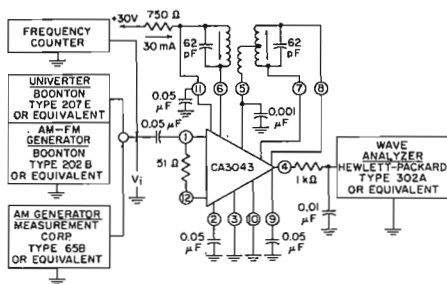 FREQUENCY
COUNTER
+30V
750 Ω
30 mA
62
pF
62
pF
11
6
5
7
8
0.05
μF
0.001
μF
UNIVERTER
BOONTON
TYPE 207E
OR EQUIVALENT
AM-FM
GENERATOR
BOONTON
TYPE 202B
OR EQUIVALENT
AM GENERATOR
MEASUREMENT
CORP.
TYPE 65B
OR EQUIVALENT
0.05 μF
Vi
1
51
Ω
12
CA3043
4
1 kΩ
WAVE
ANALYZER
HEWLETT-PACKARD
TYPE 302A
OR EQUIVALENT
2
3
10
9
0.05
μF
0.05
μF
0.01
μF